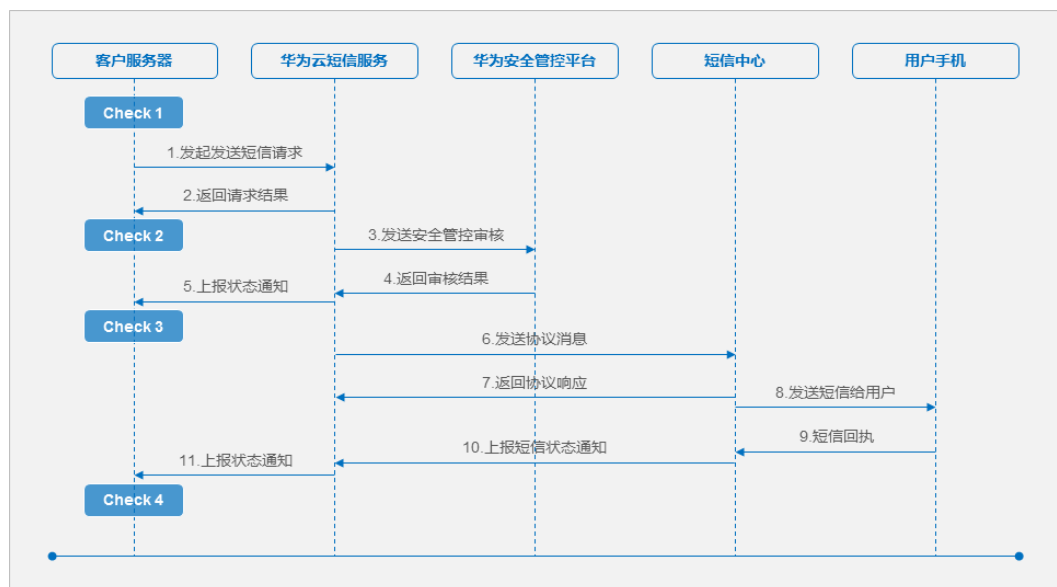 客户服务器
华为云短信服务
华为安全管控平台
短信中心
用户手机
Check 1
1.发起发送短信请求
2.返回请求结果
Check 2
3.发送安全管控审核
4.返回审核结果
5.上报状态通知
Check 3
6.发送协议消息
7.返回协议响应
8.发送短信给用户
9.短信回执
10.上报短信状态通知
11.上报状态通知
Check 4